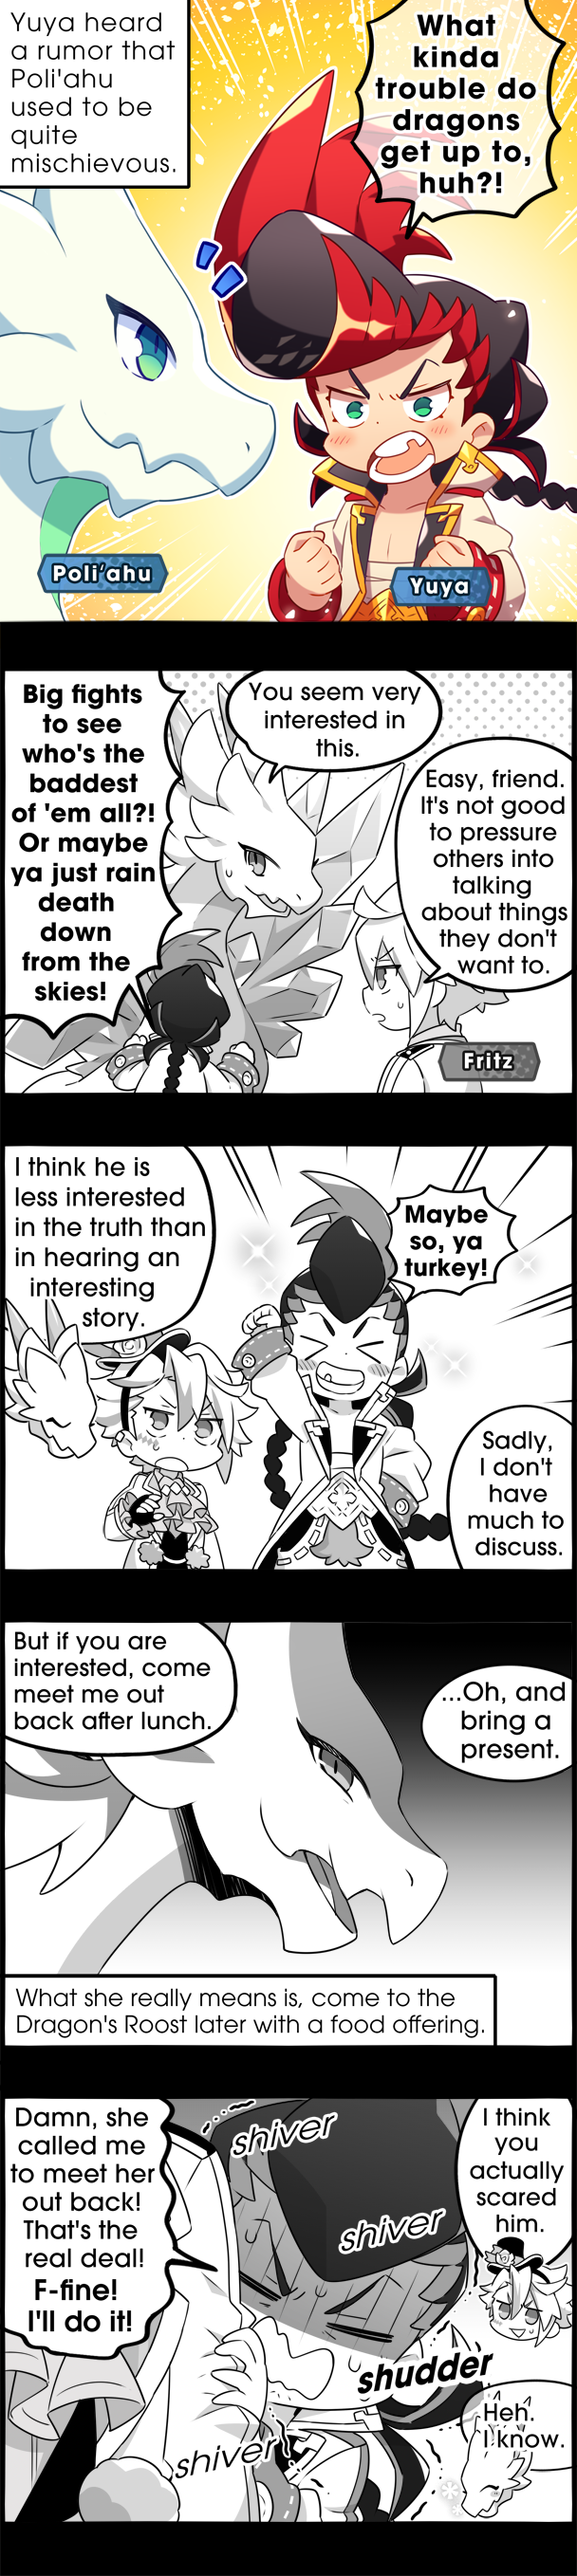 Yuya heard
a rumor that
Poli'ahu
used to be
quite
mischievous.
What
kinda
trouble do
dragons
get up to,
huh?!
Poli'ahu
Yuya
Big fights
to see
who's the
baddest
of 'em all?!
Or maybe
ya just rain
death
down
from the
skies!
You seem very
interested in
this.
Easy, friend.
It's not good
to pressure
others into
talking
about things
they don't
want to.
Fritz
I think he is
less interested
in the truth than
in hearing an
interesting
story.
Maybe
so, ya
turkey!
Sadly,
I don't
have
much to
discuss.
But if you are
interested, come
meet me out
back after lunch.
...Oh, and
bring a
present.
What she really means is, come to the
Dragon's Roost later with a food offering.
Damn, she
called me
to meet her
out back!
That's the
real deal!
F-fine!
I'll do it!
shiver
shiver
I think
you
actually
scared
him.
shudder
shiver
Heh.
I know.